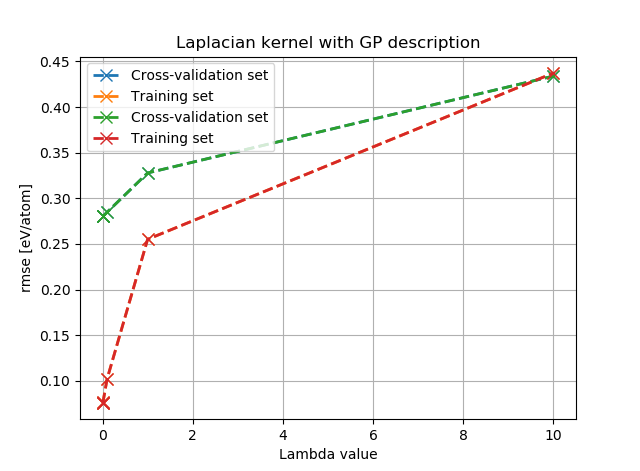 Laplacian kernel with GP description
0.45
0.40
0.35
0.30
0.25
0.20
0.15
0.10
rmse [eV/atom]
Cross-validation set
Training set
Cross-validation set
Training set
0
2
4
6
8
10
Lambda value